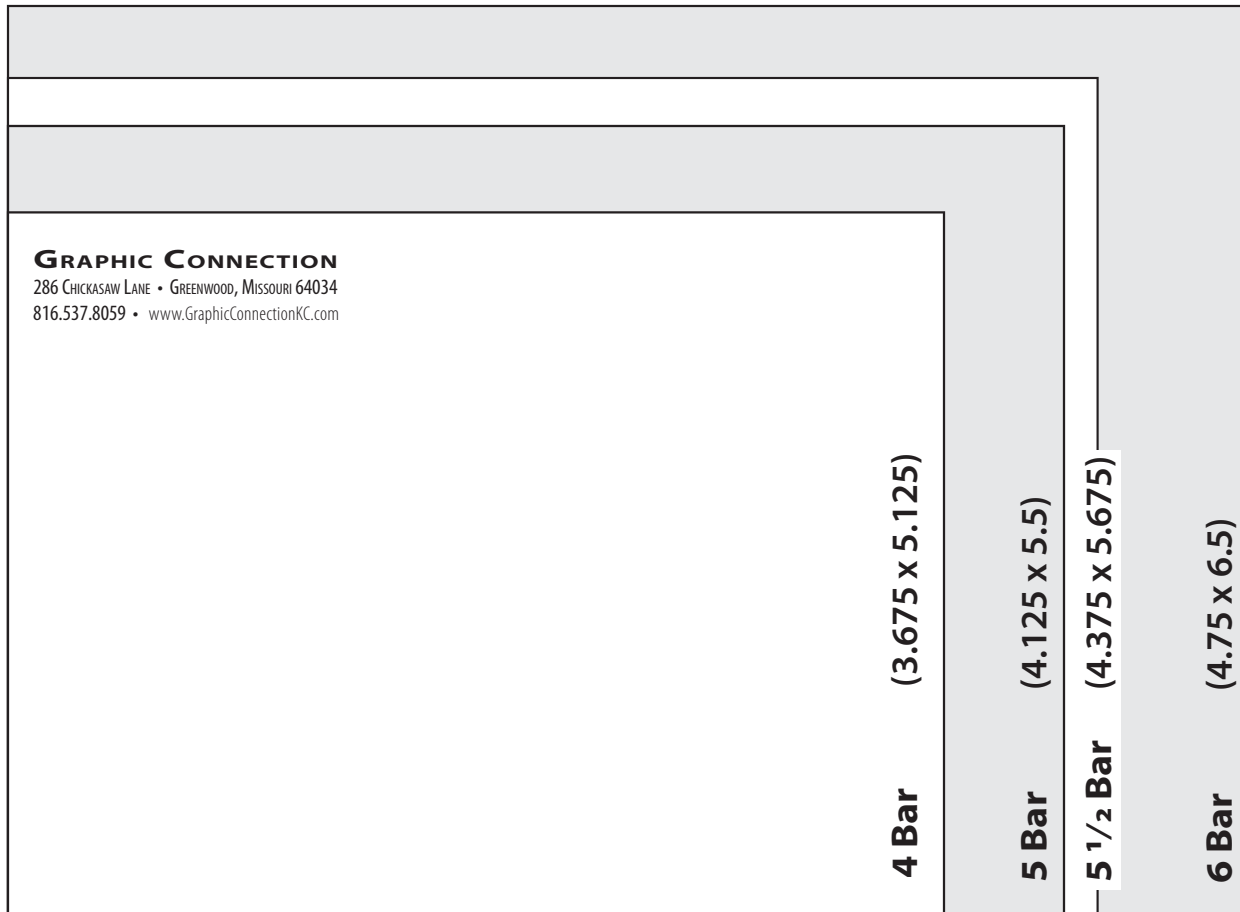 GRAPHIC CONNECTION
286 CHICKASAW LANE • GREENWOOD, MISSOURI 64034
816.537.8059 • www.GraphicConnectionKC.com
4 Bar (3.675 x 5.125)
5 Bar (4.125 x 5.5)
5 1/2 Bar (4.375 x 5.675)
6 Bar (4.75 x 6.5)